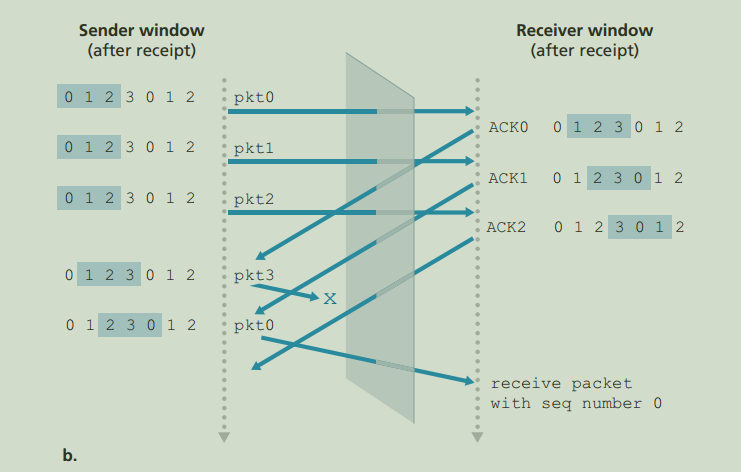 Sender window
(after receipt)
Receiver window
(after receipt)
0 1 2 3 0 1 2
pkt0
ACK0
0 1 2 3 0 1 2
0 1 2 3 0 1 2
pkt1
ACK1
0 1 2 3 0 1 2
0 1 2 3 0 1 2
pkt2
ACK2
0 1 2 3 0 1 2
0 1 2 3 0 1 2
pkt3
X
0 1 2 3 0 1 2
pkt0
receive packet
with seq number 0
b.